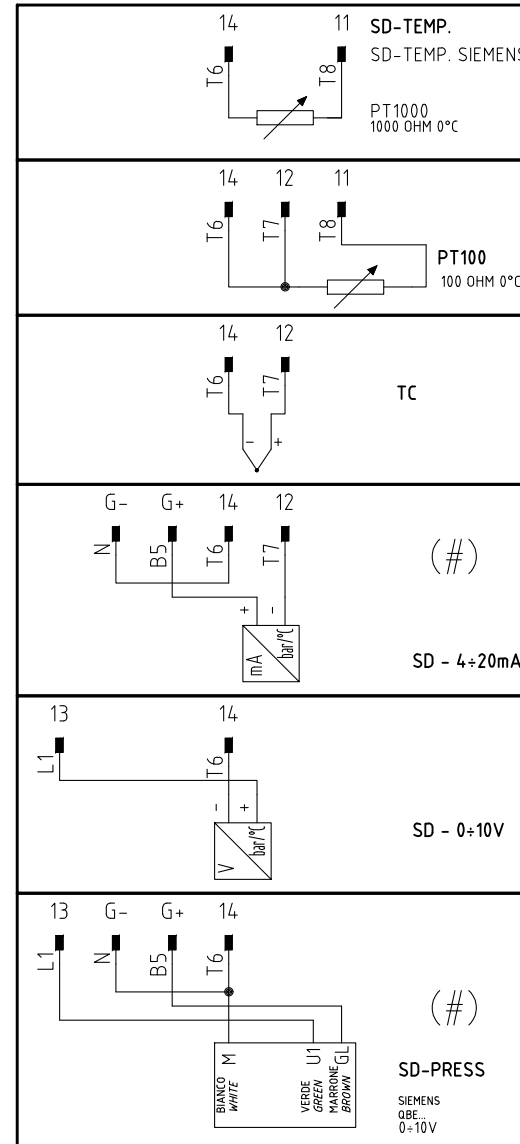 14 11 SD-TEMP.
T6 T8 SD-TEMP. SIEMENS
PT1000
1000 OHM 0°C
14 12 11
T6 T7 T8
PT100
100 OHM 0°C
14 12
T6 T7
TC
- +
G- G+ 14 12
N B5 T6 T7
(#)
+ -
mA bar/°C
SD - 4÷20mA
13 14
L1 T6
- +
V bar/°C
SD - 0÷10V
13 G- G+ 14
L1 N B5 T6
(#)
M U1 GL
BIANCO
WHITE
VERDE
GREEN
MARRONE
BROWN
SD-PRESS
SIEMENS
QBE...
0÷10V